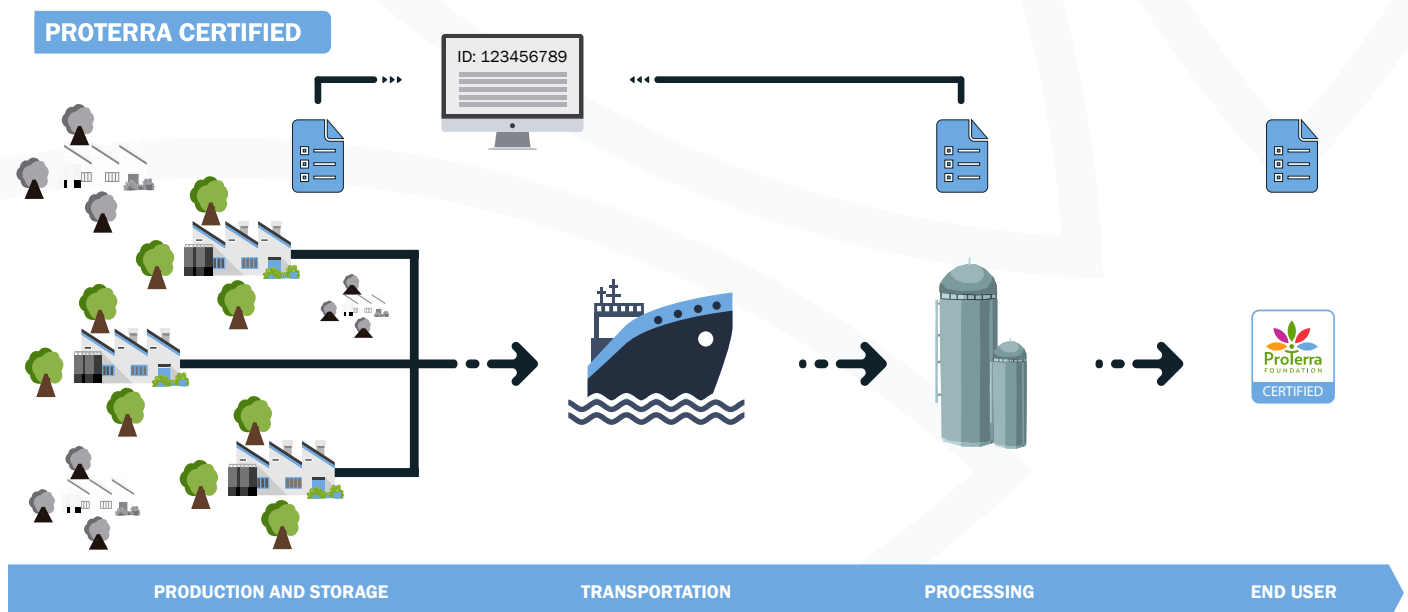 PROTERRA CERTIFIED
ID: 123456789
ProTerra
FOUNDATION
CERTIFIED
PRODUCTION AND STORAGE
TRANSPORTATION
PROCESSING
END USER